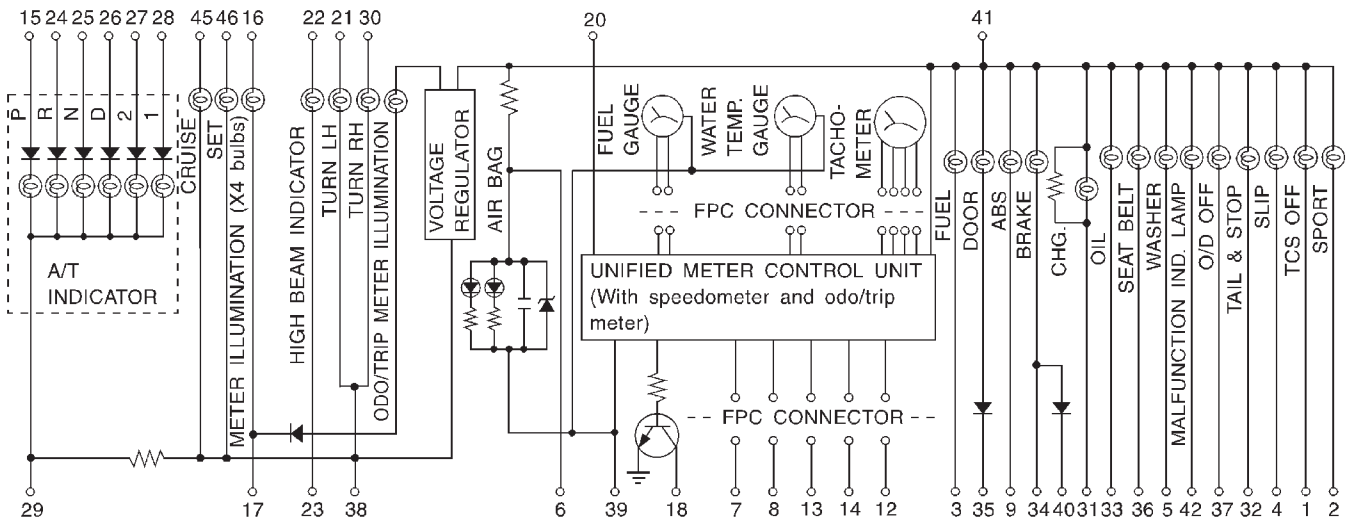 15 24 25 26 27 28 45 46 16 22 21 30 20 41
P
R
N
D
2
1
A/T
INDICATOR
CRUISE
SET
METER ILLUMINATION (X4 bulbs)
HIGH BEAM INDICATOR
TURN LH
TURN RH
ODO/TRIP METER ILLUMINATION
VOLTAGE
REGULATOR
AIR BAG
FUEL
GAUGE
WATER
TEMP.
GAUGE
TACHO-
METER
FPC CONNECTOR
UNIFIED METER CONTROL UNIT
(With speedometer and odo/trip
meter)
FPC CONNECTOR
FUEL
DOOR
ABS
BRAKE
CHG.
OIL
SEAT BELT
WASHER
MALFUNCTION IND. LAMP
O/D OFF
TAIL & STOP
SLIP
TCS OFF
SPORT
29 17 23 38 6 39 18 7 8 13 14 12 3 35 9 34 40 31 33 36 5 42 37 32 4 1 2